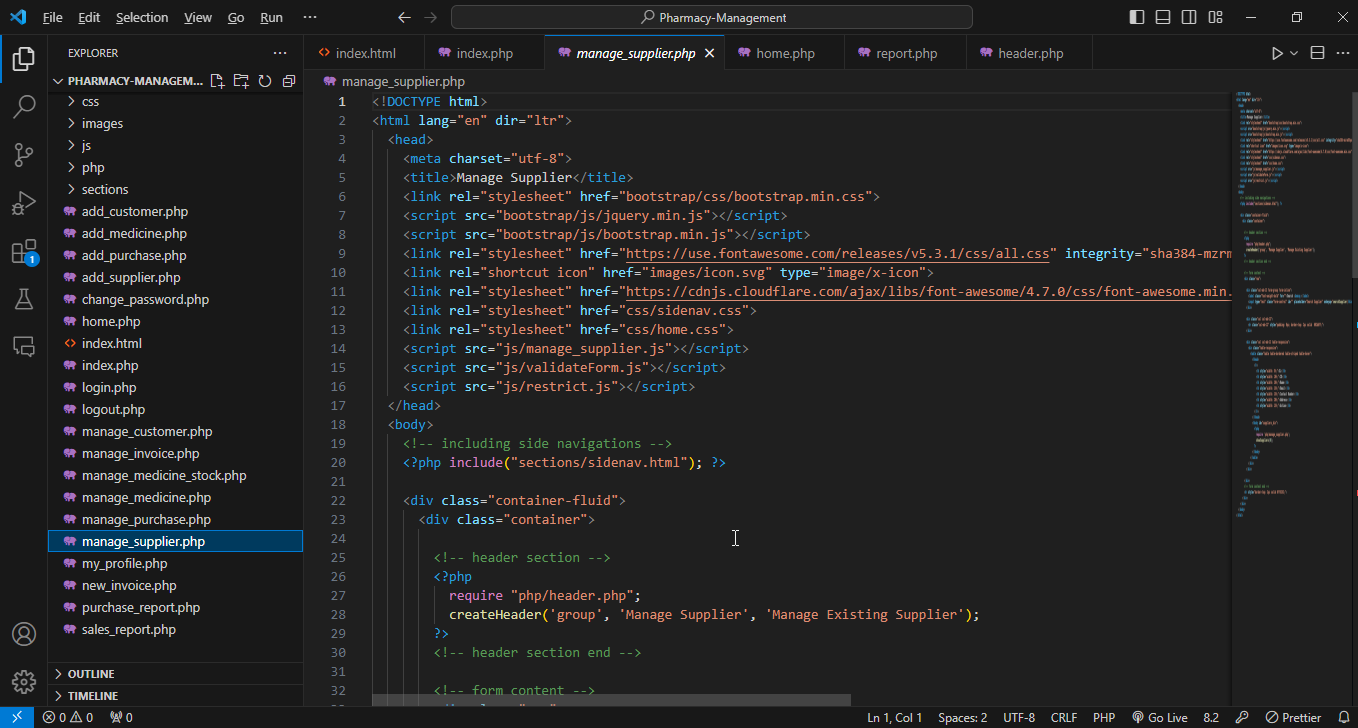 File Edit Selection View Go Run ··· Pharmacy-Management
EXPLORER ···
PHARMACY-MANAGEM...
css
images
js
php
sections
add_customer.php
add_medicine.php
add_purchase.php
add_supplier.php
change_password.php
home.php
index.html
index.php
login.php
logout.php
manage_customer.php
manage_invoice.php
manage_medicine_stock.php
manage_medicine.php
manage_purchase.php
manage_supplier.php
my_profile.php
new_invoice.php
purchase_report.php
sales_report.php
OUTLINE
TIMELINE
1
index.html index.php manage_supplier.php home.php report.php header.php
manage_supplier.php
1 <!DOCTYPE html>
2 <html lang="en" dir="ltr">
3 <head>
4 <meta charset="utf-8">
5 <title>Manage Supplier</title>
6 <link rel="stylesheet" href="bootstrap/css/bootstrap.min.css">
7 <script src="bootstrap/js/jquery.min.js"></script>
8 <script src="bootstrap/js/bootstrap.min.js"></script>
9 <link rel="stylesheet" href="https://use.fontawesome.com/releases/v5.3.1/css/all.css" integrity="sha384-mzrm
10 <link rel="shortcut icon" href="images/icon.svg" type="image/x-icon">
11 <link rel="stylesheet" href="https://cdnjs.cloudflare.com/ajax/libs/font-awesome/4.7.0/css/font-awesome.min.
12 <link rel="stylesheet" href="css/sidenav.css">
13 <link rel="stylesheet" href="css/home.css">
14 <script src="js/manage_supplier.js"></script>
15 <script src="js/validateForm.js"></script>
16 <script src="js/restrict.js"></script>
17 </head>
18 <body>
19 <!-- including side navigations -->
20 <?php include("sections/sidenav.html"); ?>
21
22 <div class="container-fluid">
23 <div class="container">
24
25 <!-- header section -->
26 <?php
27 require "php/header.php";
28 createHeader('group', 'Manage Supplier', 'Manage Existing Supplier');
29 ?>
30 <!-- header section end -->
31
32 <!-- form content -->
0 0 0 Ln 1, Col 1 Spaces: 2 UTF-8 CRLF PHP Go Live 8.2 Prettier